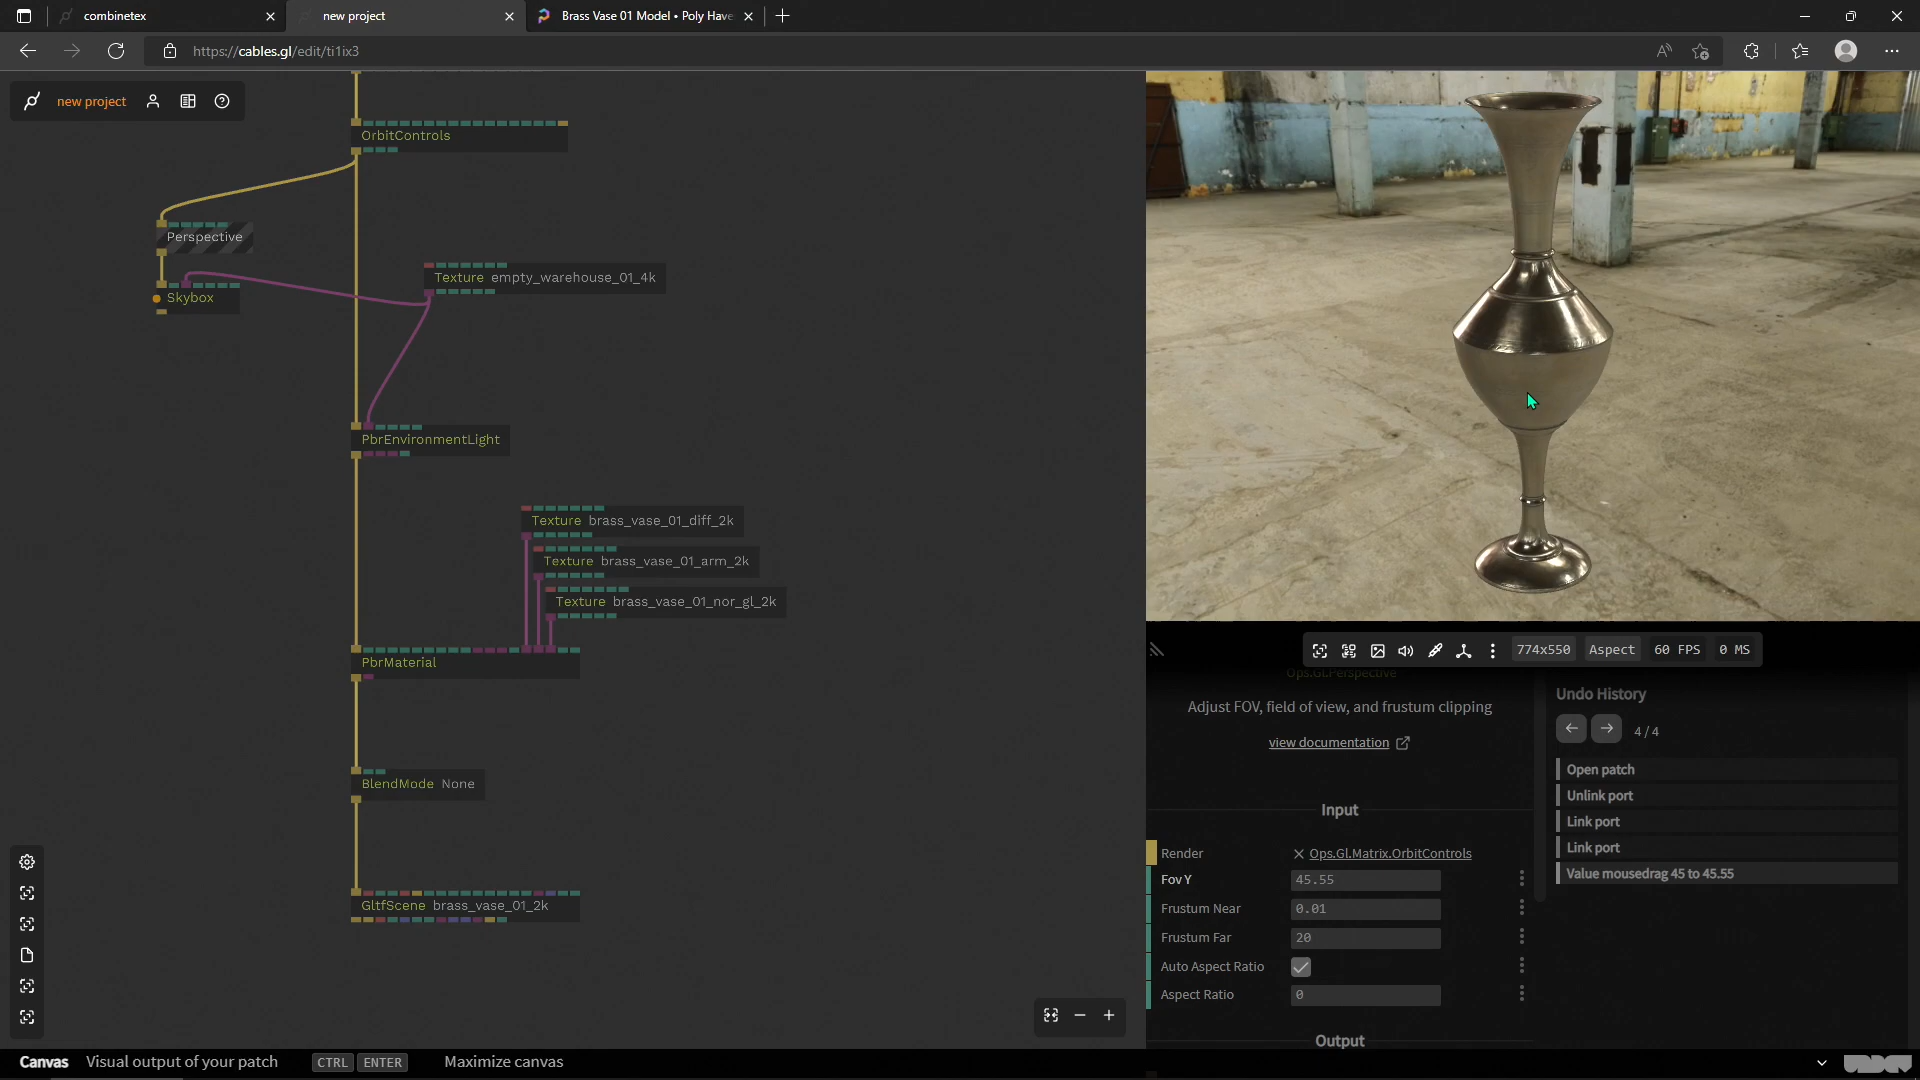 combinetex
new project
Brass Vase 01 Model • Poly Have
https://cables.gl/edit/ti1ix3
new project
OrbitControls
Perspective
Texture empty_warehouse_01_4k
Skybox
PbrEnvironmentLight
Texture brass_vase_01_diff_2k
Texture brass_vase_01_arm_2k
Texture brass_vase_01_nor_gl_2k
PbrMaterial
BlendMode None
GltfScene brass_vase_01_2k
774x550 Aspect 60 FPS 0 MS
Ops.Gl.Perspective
Adjust FOV, field of view, and frustum clipping
view documentation
Input
Render Ops.Gl.Matrix.OrbitControls
Fov Y 45.55
Frustum Near 0.01
Frustum Far 20
Auto Aspect Ratio
Aspect Ratio 0
Output
Undo History
4/4
Open patch
Unlink port
Link port
Link port
Value mousedrag 45 to 45.55
Canvas Visual output of your patch CTRL ENTER Maximize canvas